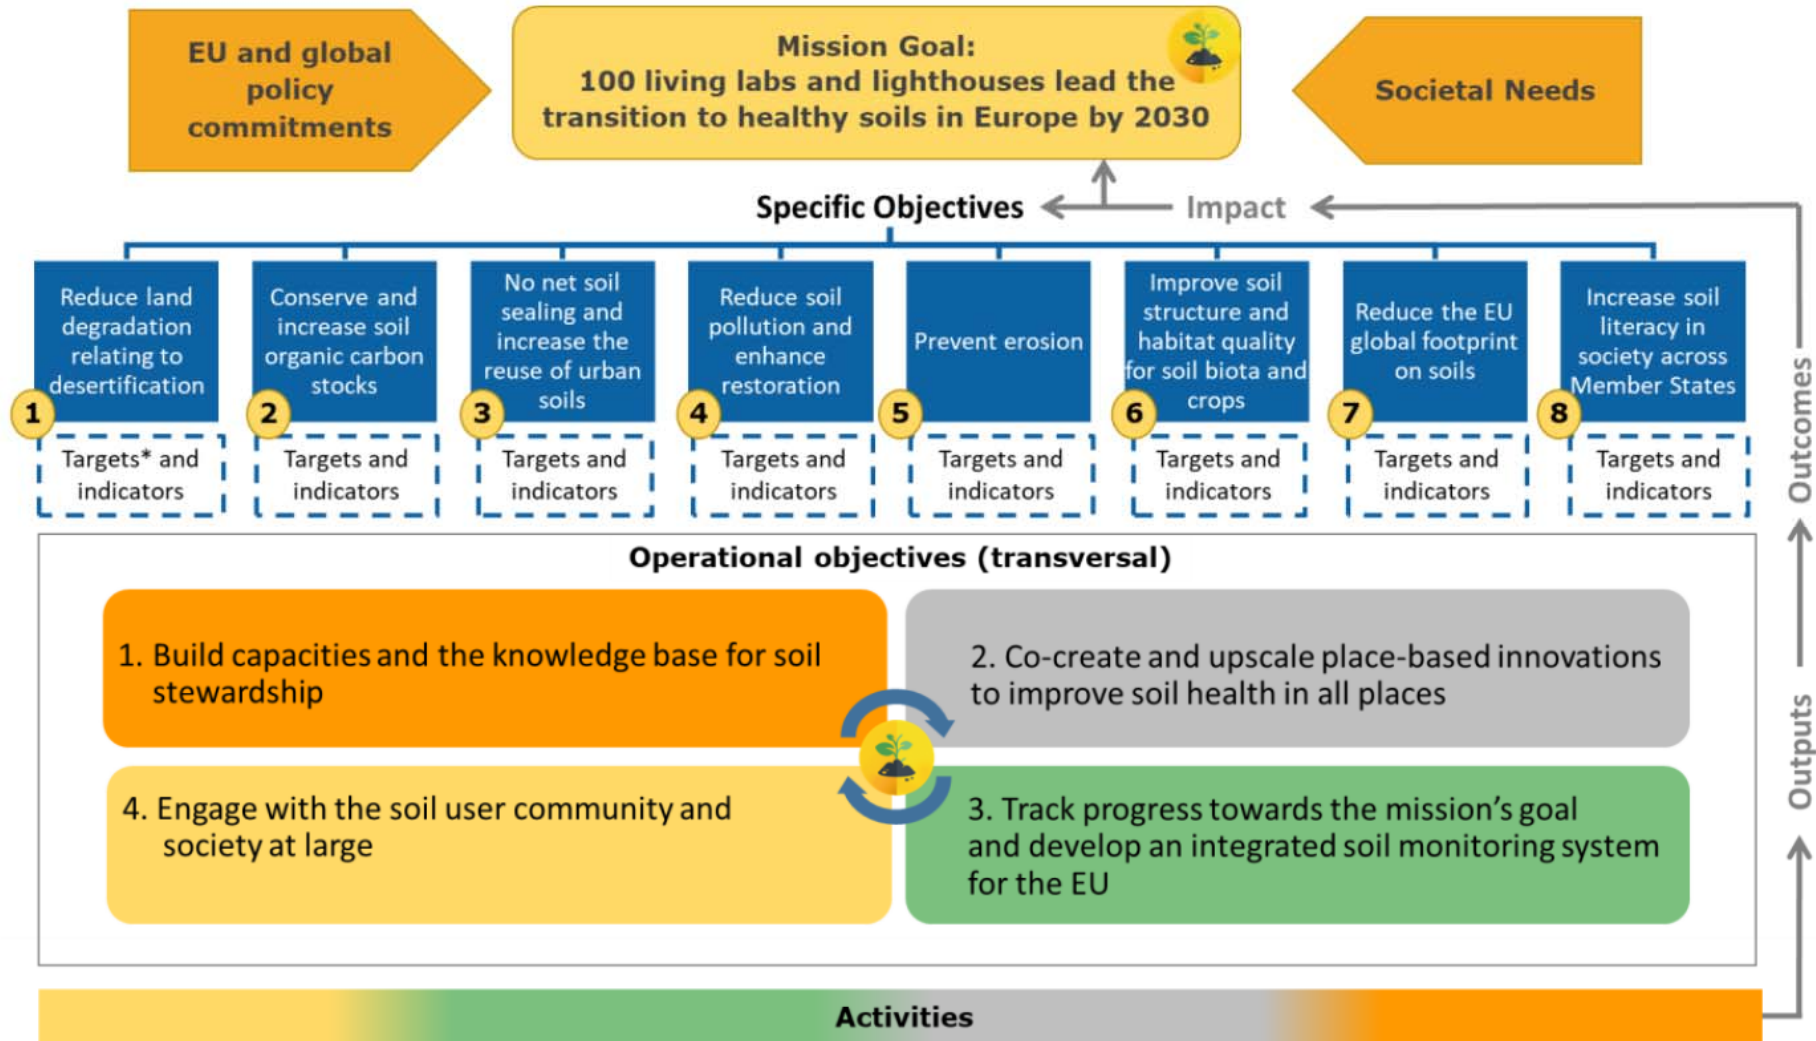 EU and global
policy
commitments
Mission Goal:
100 living labs and lighthouses lead the
transition to healthy soils in Europe by 2030
Societal Needs
Specific Objectives
Impact
Reduce land
degradation
relating to
desertification
1
Targets* and
indicators
Conserve and
increase soil
organic carbon
stocks
2
Targets and
indicators
No net soil
sealing and
increase the
reuse of urban
soils
3
Targets and
indicators
Reduce soil
pollution and
enhance
restoration
4
Targets and
indicators
Prevent erosion
5
Targets and
indicators
Improve soil
structure and
habitat quality
for soil biota and
crops
6
Targets and
indicators
Reduce the EU
global footprint
on soils
7
Targets and
indicators
Increase soil
literacy in
society across
Member States
8
Targets and
indicators
Operational objectives (transversal)
1. Build capacities and the knowledge base for soil
stewardship
2. Co-create and upscale place-based innovations
to improve soil health in all places
4. Engage with the soil user community and
society at large
3. Track progress towards the mission’s goal
and develop an integrated soil monitoring system
for the EU
Activities
Outputs
Outcomes